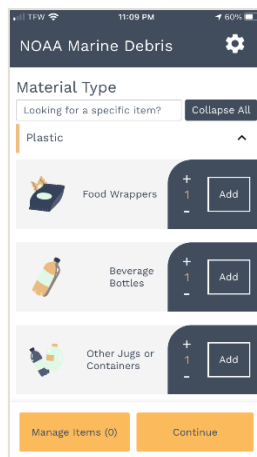 TFW 11:09 PM 60%
NOAA Marine Debris
Material Type
Looking for a specific item? Collapse All
Plastic
Food Wrappers + 1 - Add
Beverage
Bottles + 1 - Add
Other Jugs or
Containers + 1 - Add
Manage Items (0) Continue